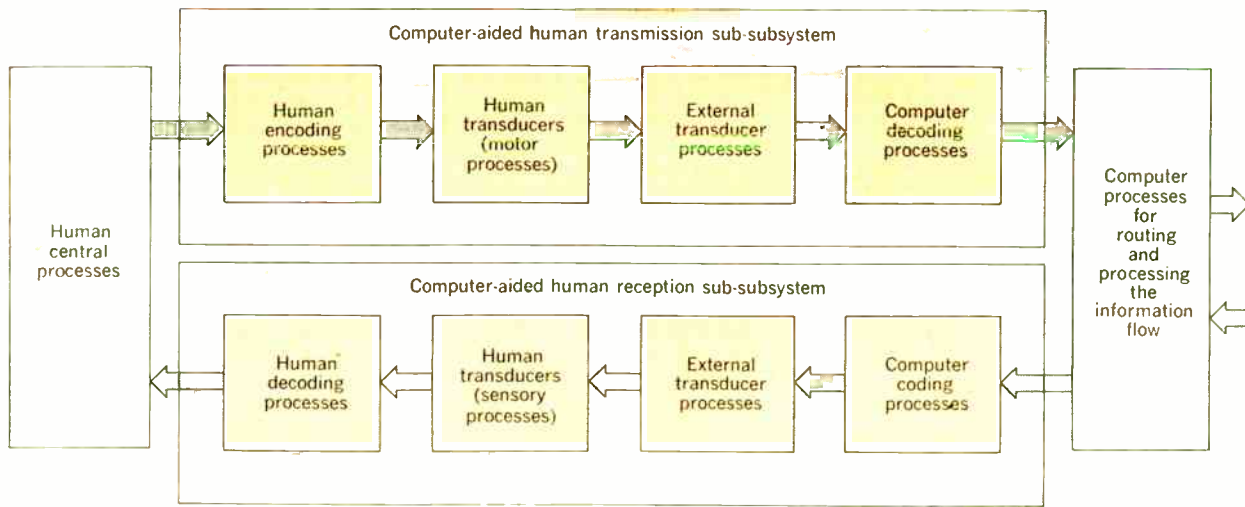 Computer-aided human transmission sub-subsystem
Human
encoding
processes
Human
transducers
(motor
processes)
External
transducer
processes
Computer
decoding
processes
Human
central
processes
Computer
processes
for
routing
and
processing
the
information
flow
Computer-aided human reception sub-subsystem
Human
decoding
processes
Human
transducers
(sensory
processes)
External
transducer
processes
Computer
coding
processes